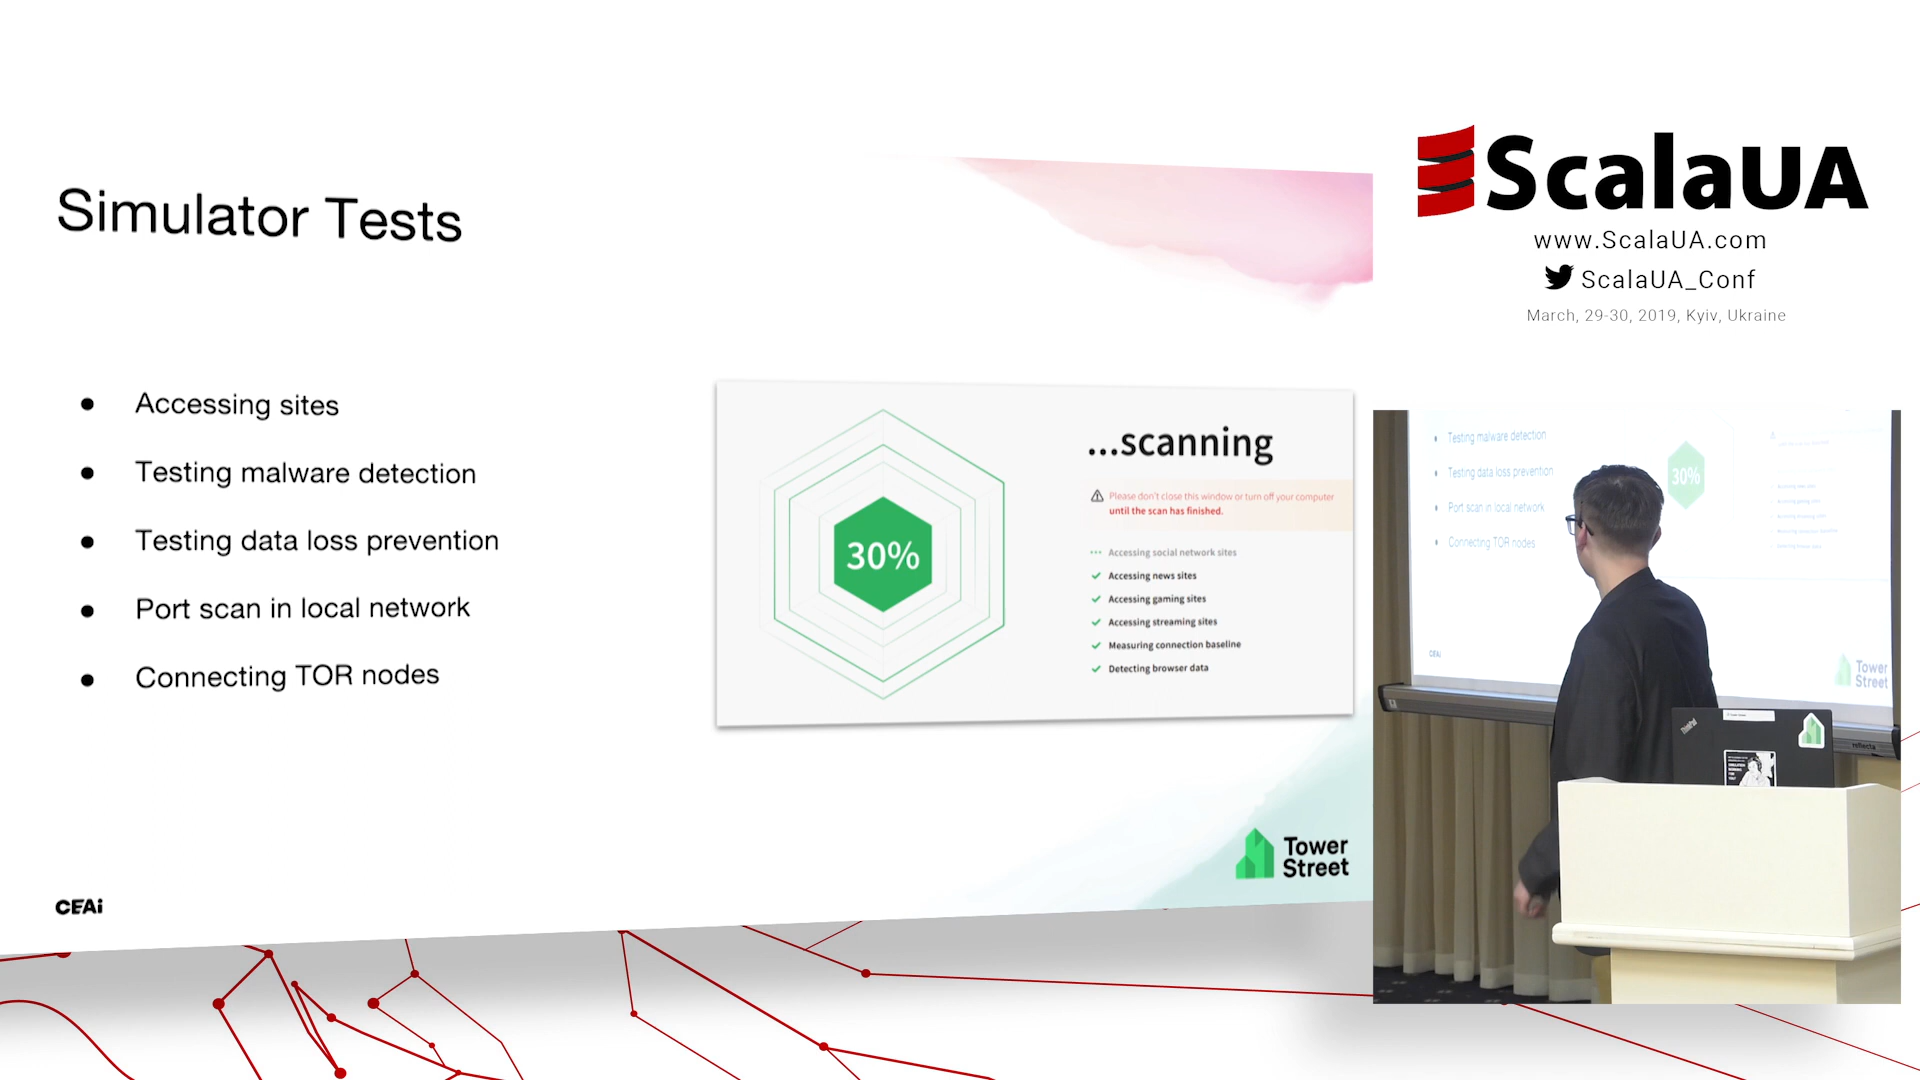 Simulator Tests
Accessing sites
Testing malware detection
Testing data loss prevention
Port scan in local network
Connecting TOR nodes
30%
...scanning
Please don't close this window or turn off your computer
until the scan has finished.
Accessing social network sites
Accessing news sites
Accessing gaming sites
Accessing streaming sites
Measuring connection baseline
Detecting browser data
Tower
Street
CEAi
ScalaUA
www.ScalaUA.com
ScalaUA_Conf
March, 29-30, 2019, Kyiv, Ukraine
Testing malware detection
Testing data loss prevention
Port scan in local network
Connecting TOR nodes
30%
CEAi
Tower
Street
ThinkPad
reflecta